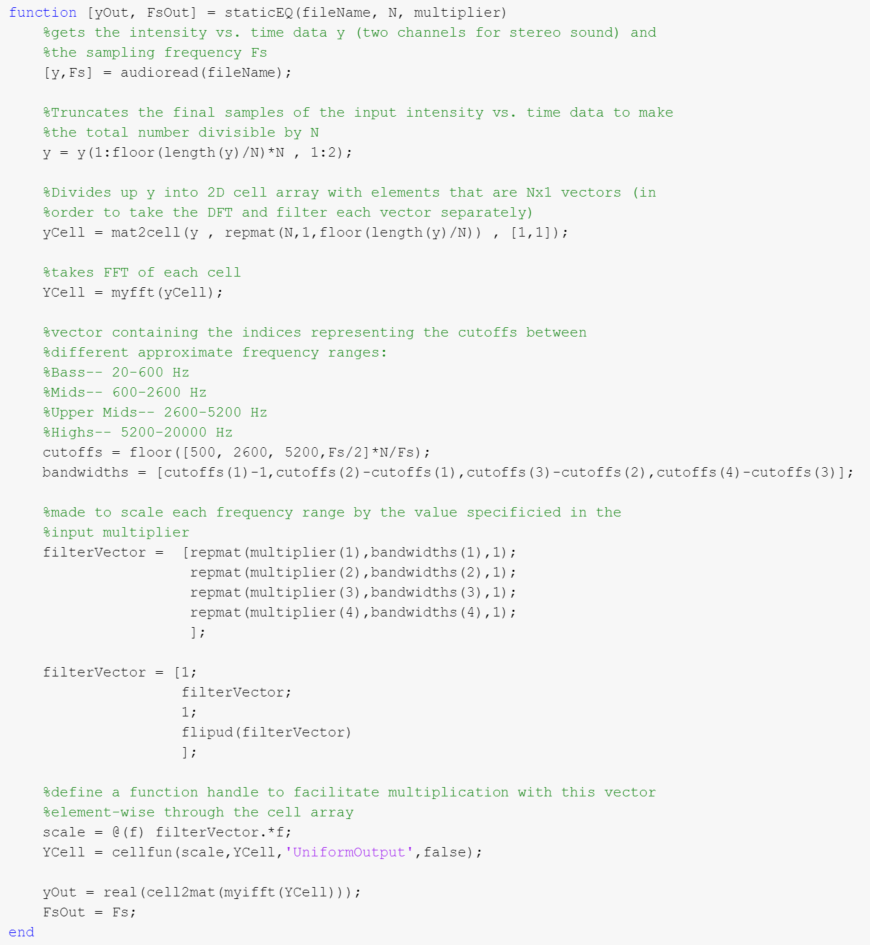 function [yOut, FsOut] = staticEQ(fileName, N, multiplier)
%gets the intensity vs. time data y (two channels for stereo sound) and
%the sampling frequency Fs
[y,Fs] = audioread(fileName);
%Truncates the final samples of the input intensity vs. time data to make
%the total number divisible by N
y = y(1:floor(length(y)/N)*N , 1:2);
%Divides up y into 2D cell array with elements that are Nx1 vectors (in
%order to take the DFT and filter each vector separately)
yCell = mat2cell(y , repmat(N,1,floor(length(y)/N)) , [1,1]);
%takes FFT of each cell
YCell = myfft(yCell);
%vector containing the indices representing the cutoffs between
%different approximate frequency ranges:
%Bass-- 20-600 Hz
%Mids-- 600-2600 Hz
%Upper Mids-- 2600-5200 Hz
%Highs-- 5200-20000 Hz
cutoffs = floor([500, 2600, 5200,Fs/2]*N/Fs);
bandwidths = [cutoffs(1)-1,cutoffs(2)-cutoffs(1),cutoffs(3)-cutoffs(2),cutoffs(4)-cutoffs(3)];
%made to scale each frequency range by the value specificied in the
%input multiplier
filterVector =  [repmat(multiplier(1),bandwidths(1),1);
repmat(multiplier(2),bandwidths(2),1);
repmat(multiplier(3),bandwidths(3),1);
repmat(multiplier(4),bandwidths(4),1);
];
filterVector = [1;
filterVector;
1;
flipud(filterVector)
];
%define a function handle to facilitate multiplication with this vector
%element-wise through the cell array
scale = @(f) filterVector.*f;
YCell = cellfun(scale,YCell,'UniformOutput',false);
yOut = real(cell2mat(myifft(YCell)));
FsOut = Fs;
end